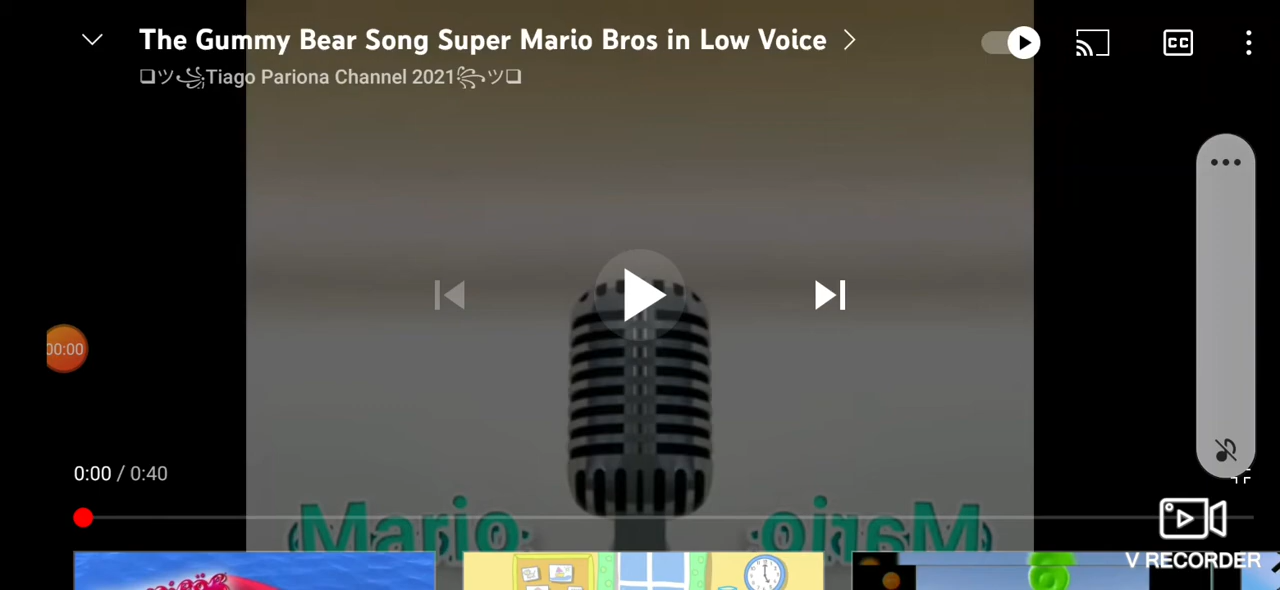 The Gummy Bear Song Super Mario Bros in Low Voice
❑ツ꧁Tiago Pariona Channel 2021꧂ツ❑
CC
00:00
0:00 / 0:40
Mario Mario
V RECORDER